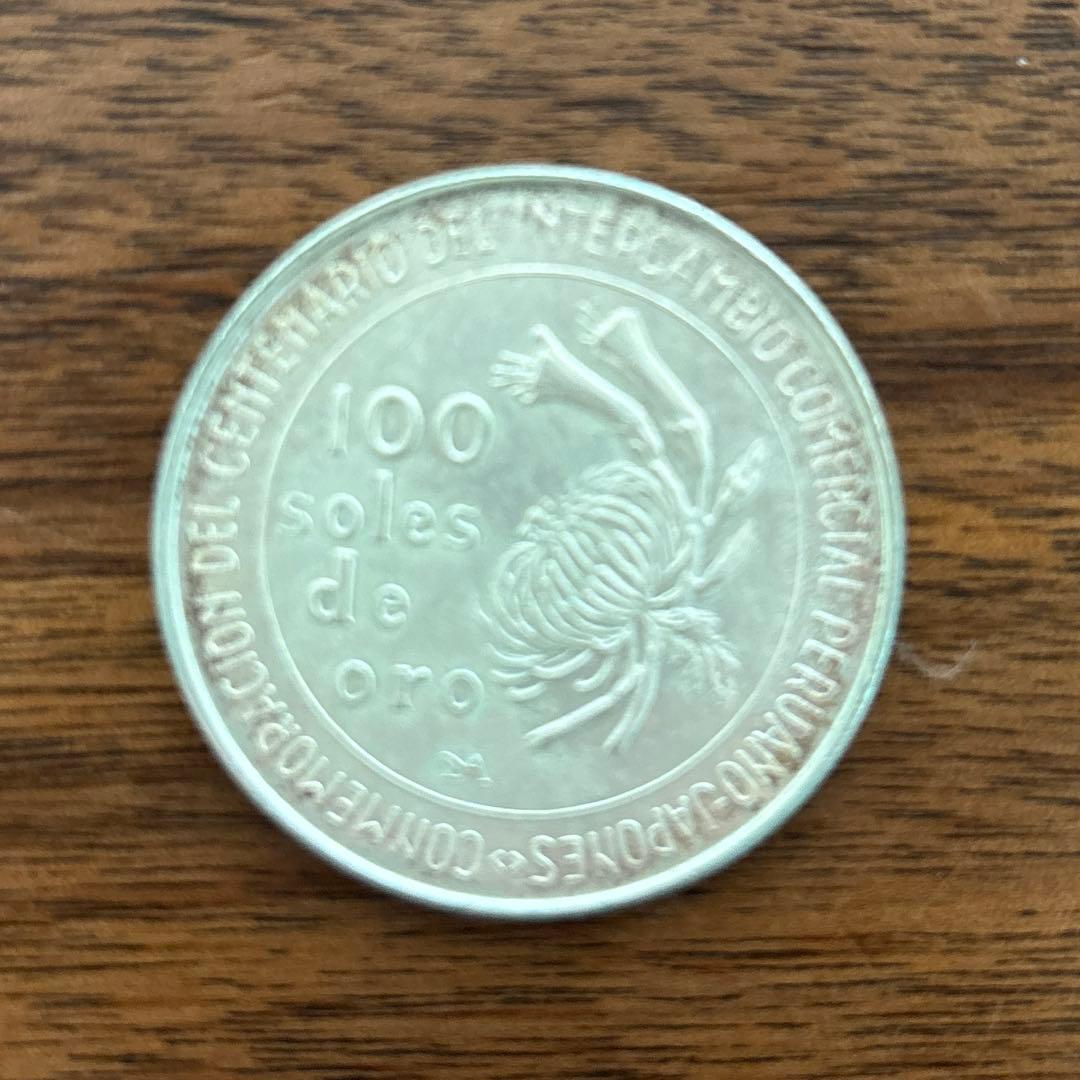 100
soles
de
oro
CONMEMORACION DEL CENTENARIO DEL INTERCAMBIO COMERCIAL PERUANO-JAPONES